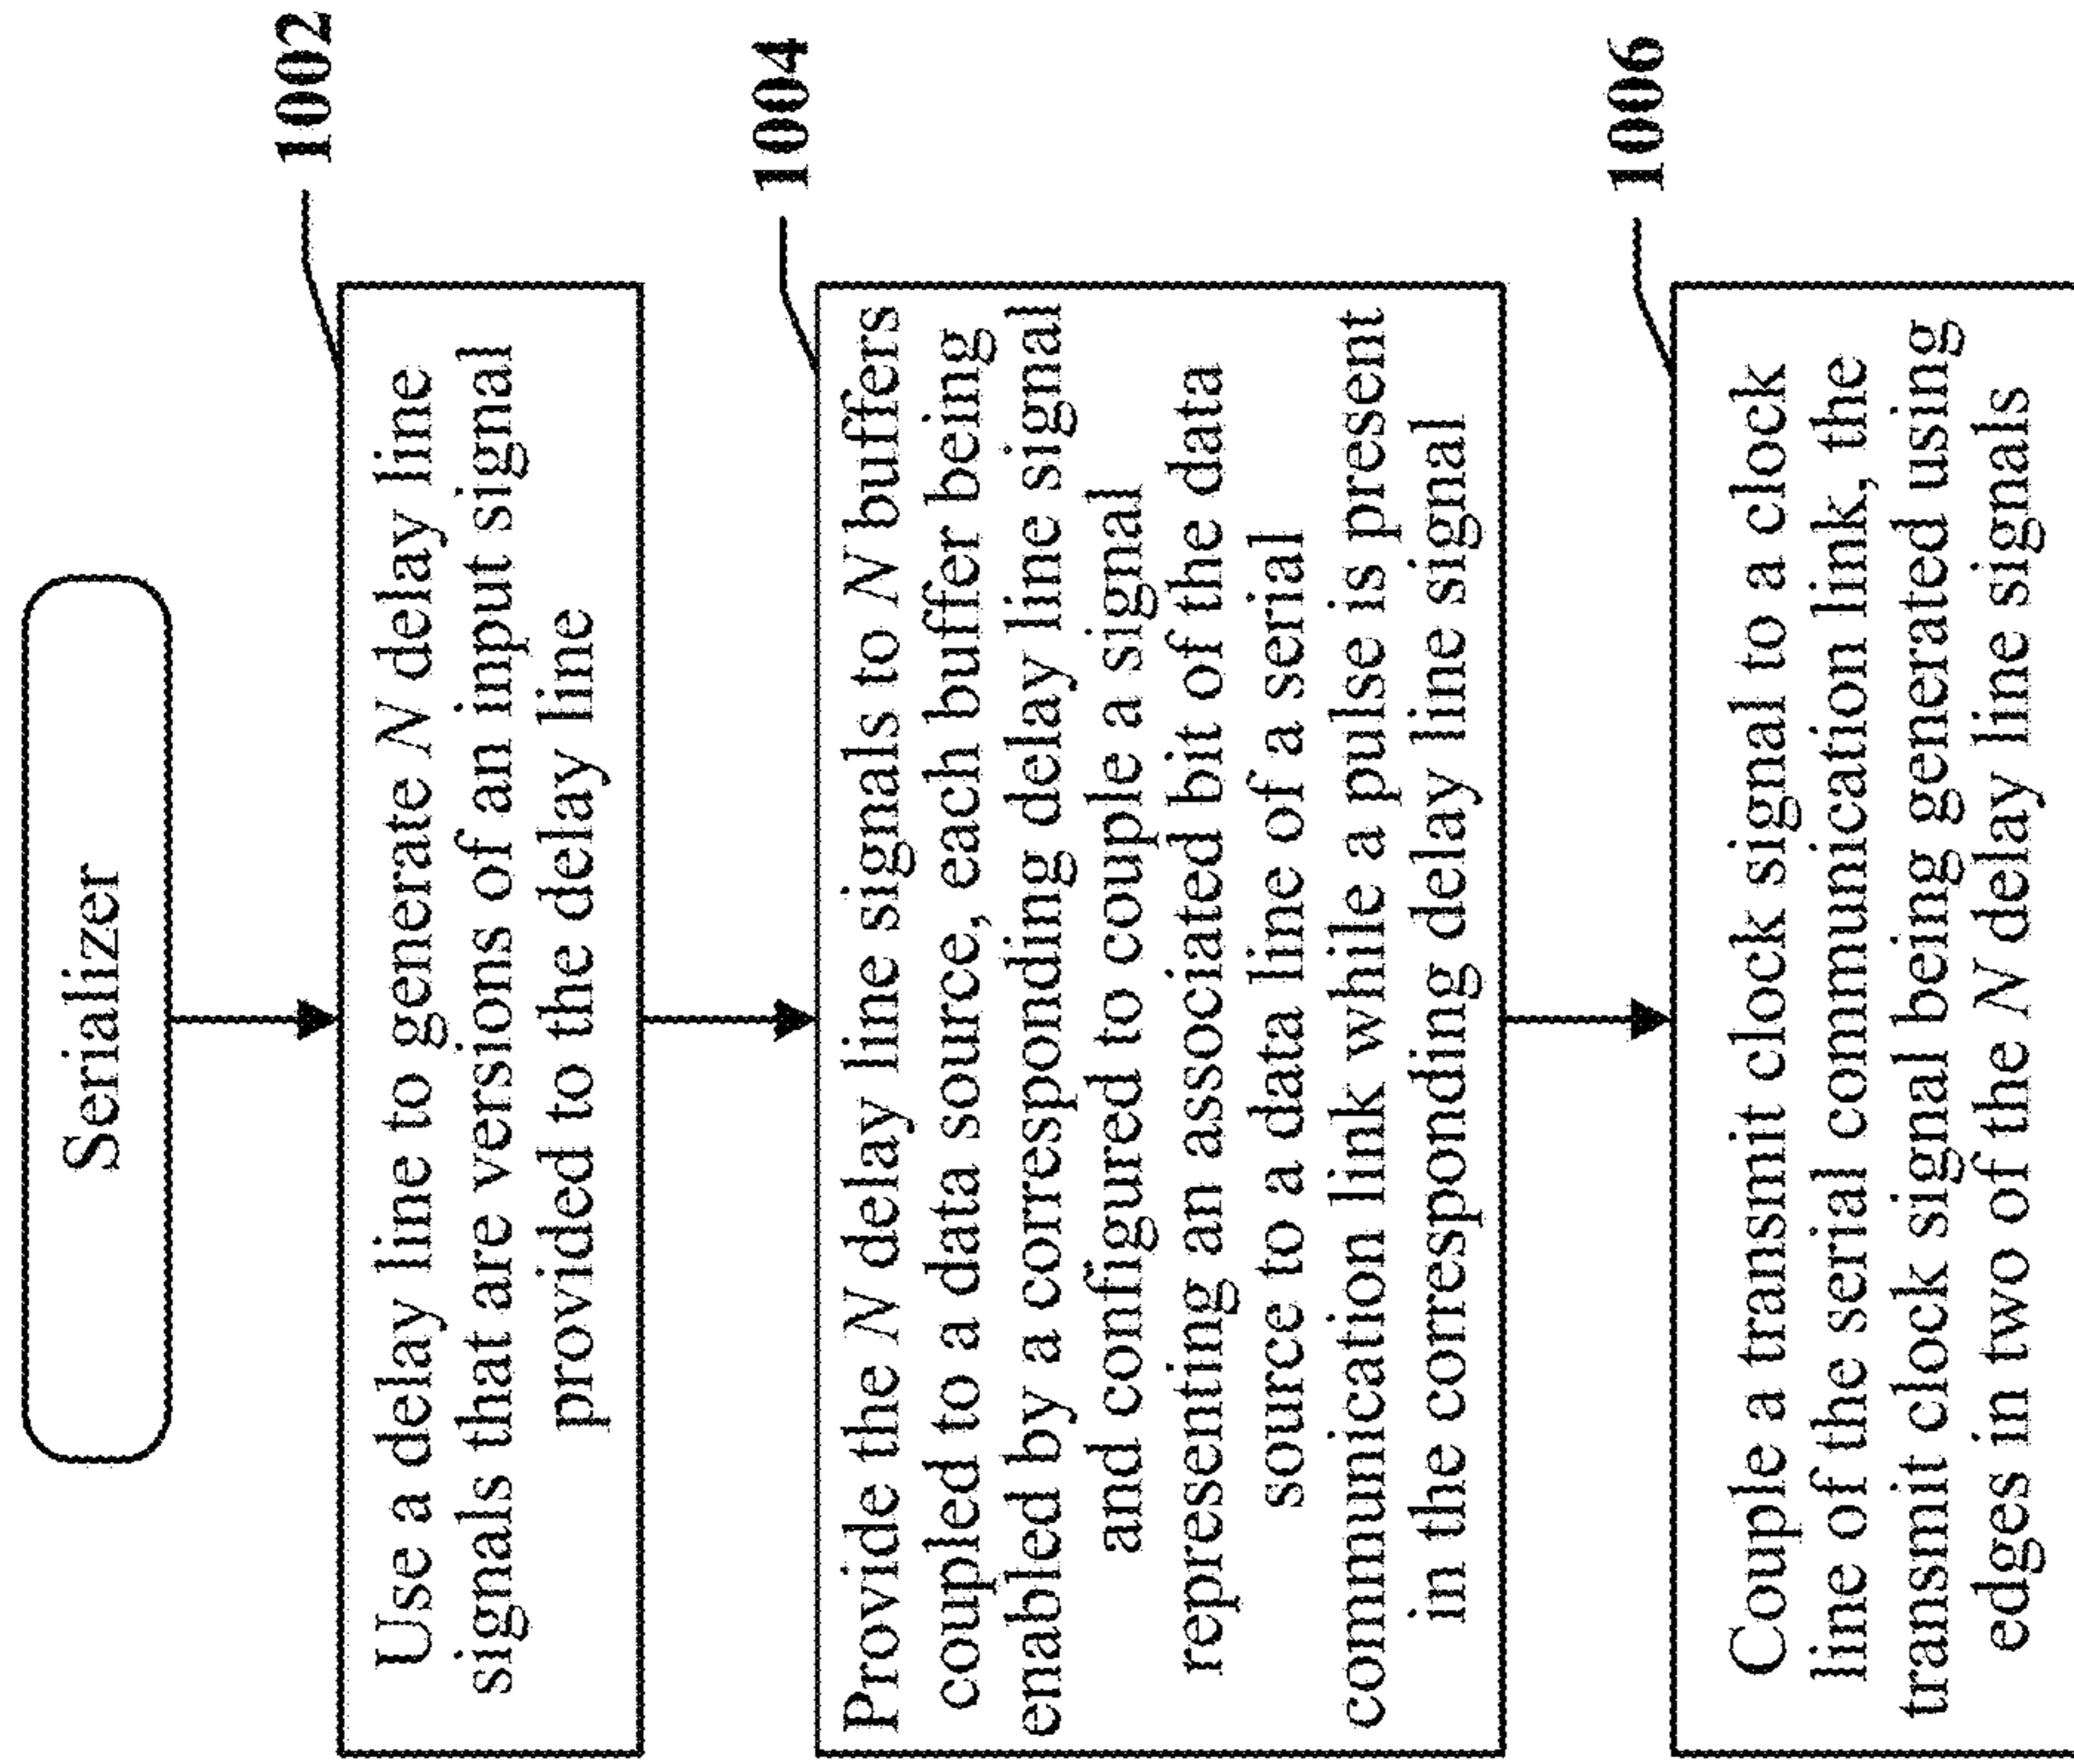 Serializer
1002
Use a delay line to generate N delay line
signals that are versions of an input signal
provided to the delay line
1004
Provide the N delay line signals to N buffers
coupled to a data source, each buffer being
enabled by a corresponding delay line signal
and configured to couple a signal
representing an associated bit of the data
source to a data line of a serial
communication link while a pulse is present
in the corresponding delay line signal
1006
Couple a transmit clock signal to a clock
line of the serial communication link, the
transmit clock signal being generated using
edges in two of the N delay line signals